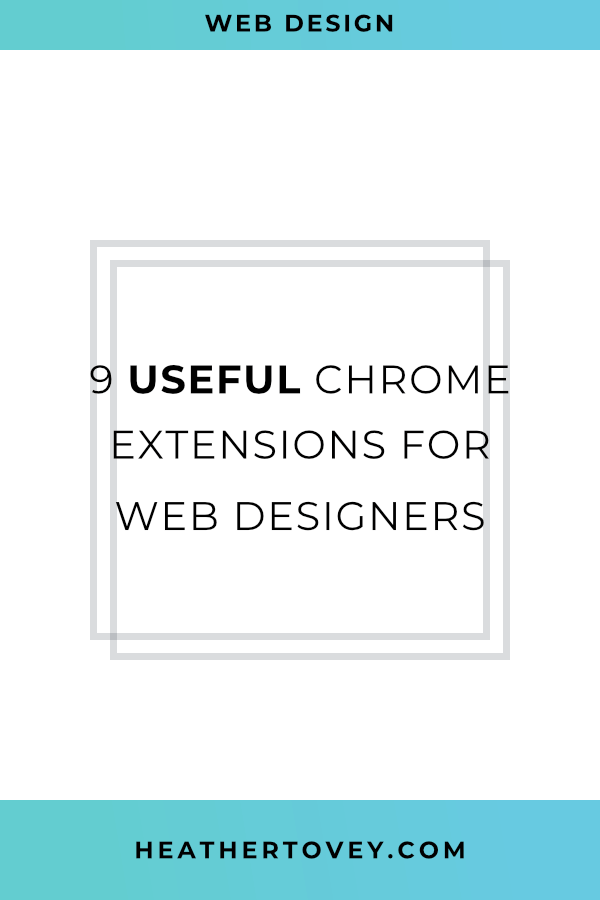 WEB DESIGN
9 USEFUL CHROME
EXTENSIONS FOR
WEB DESIGNERS
HEATHERTOVEY.COM